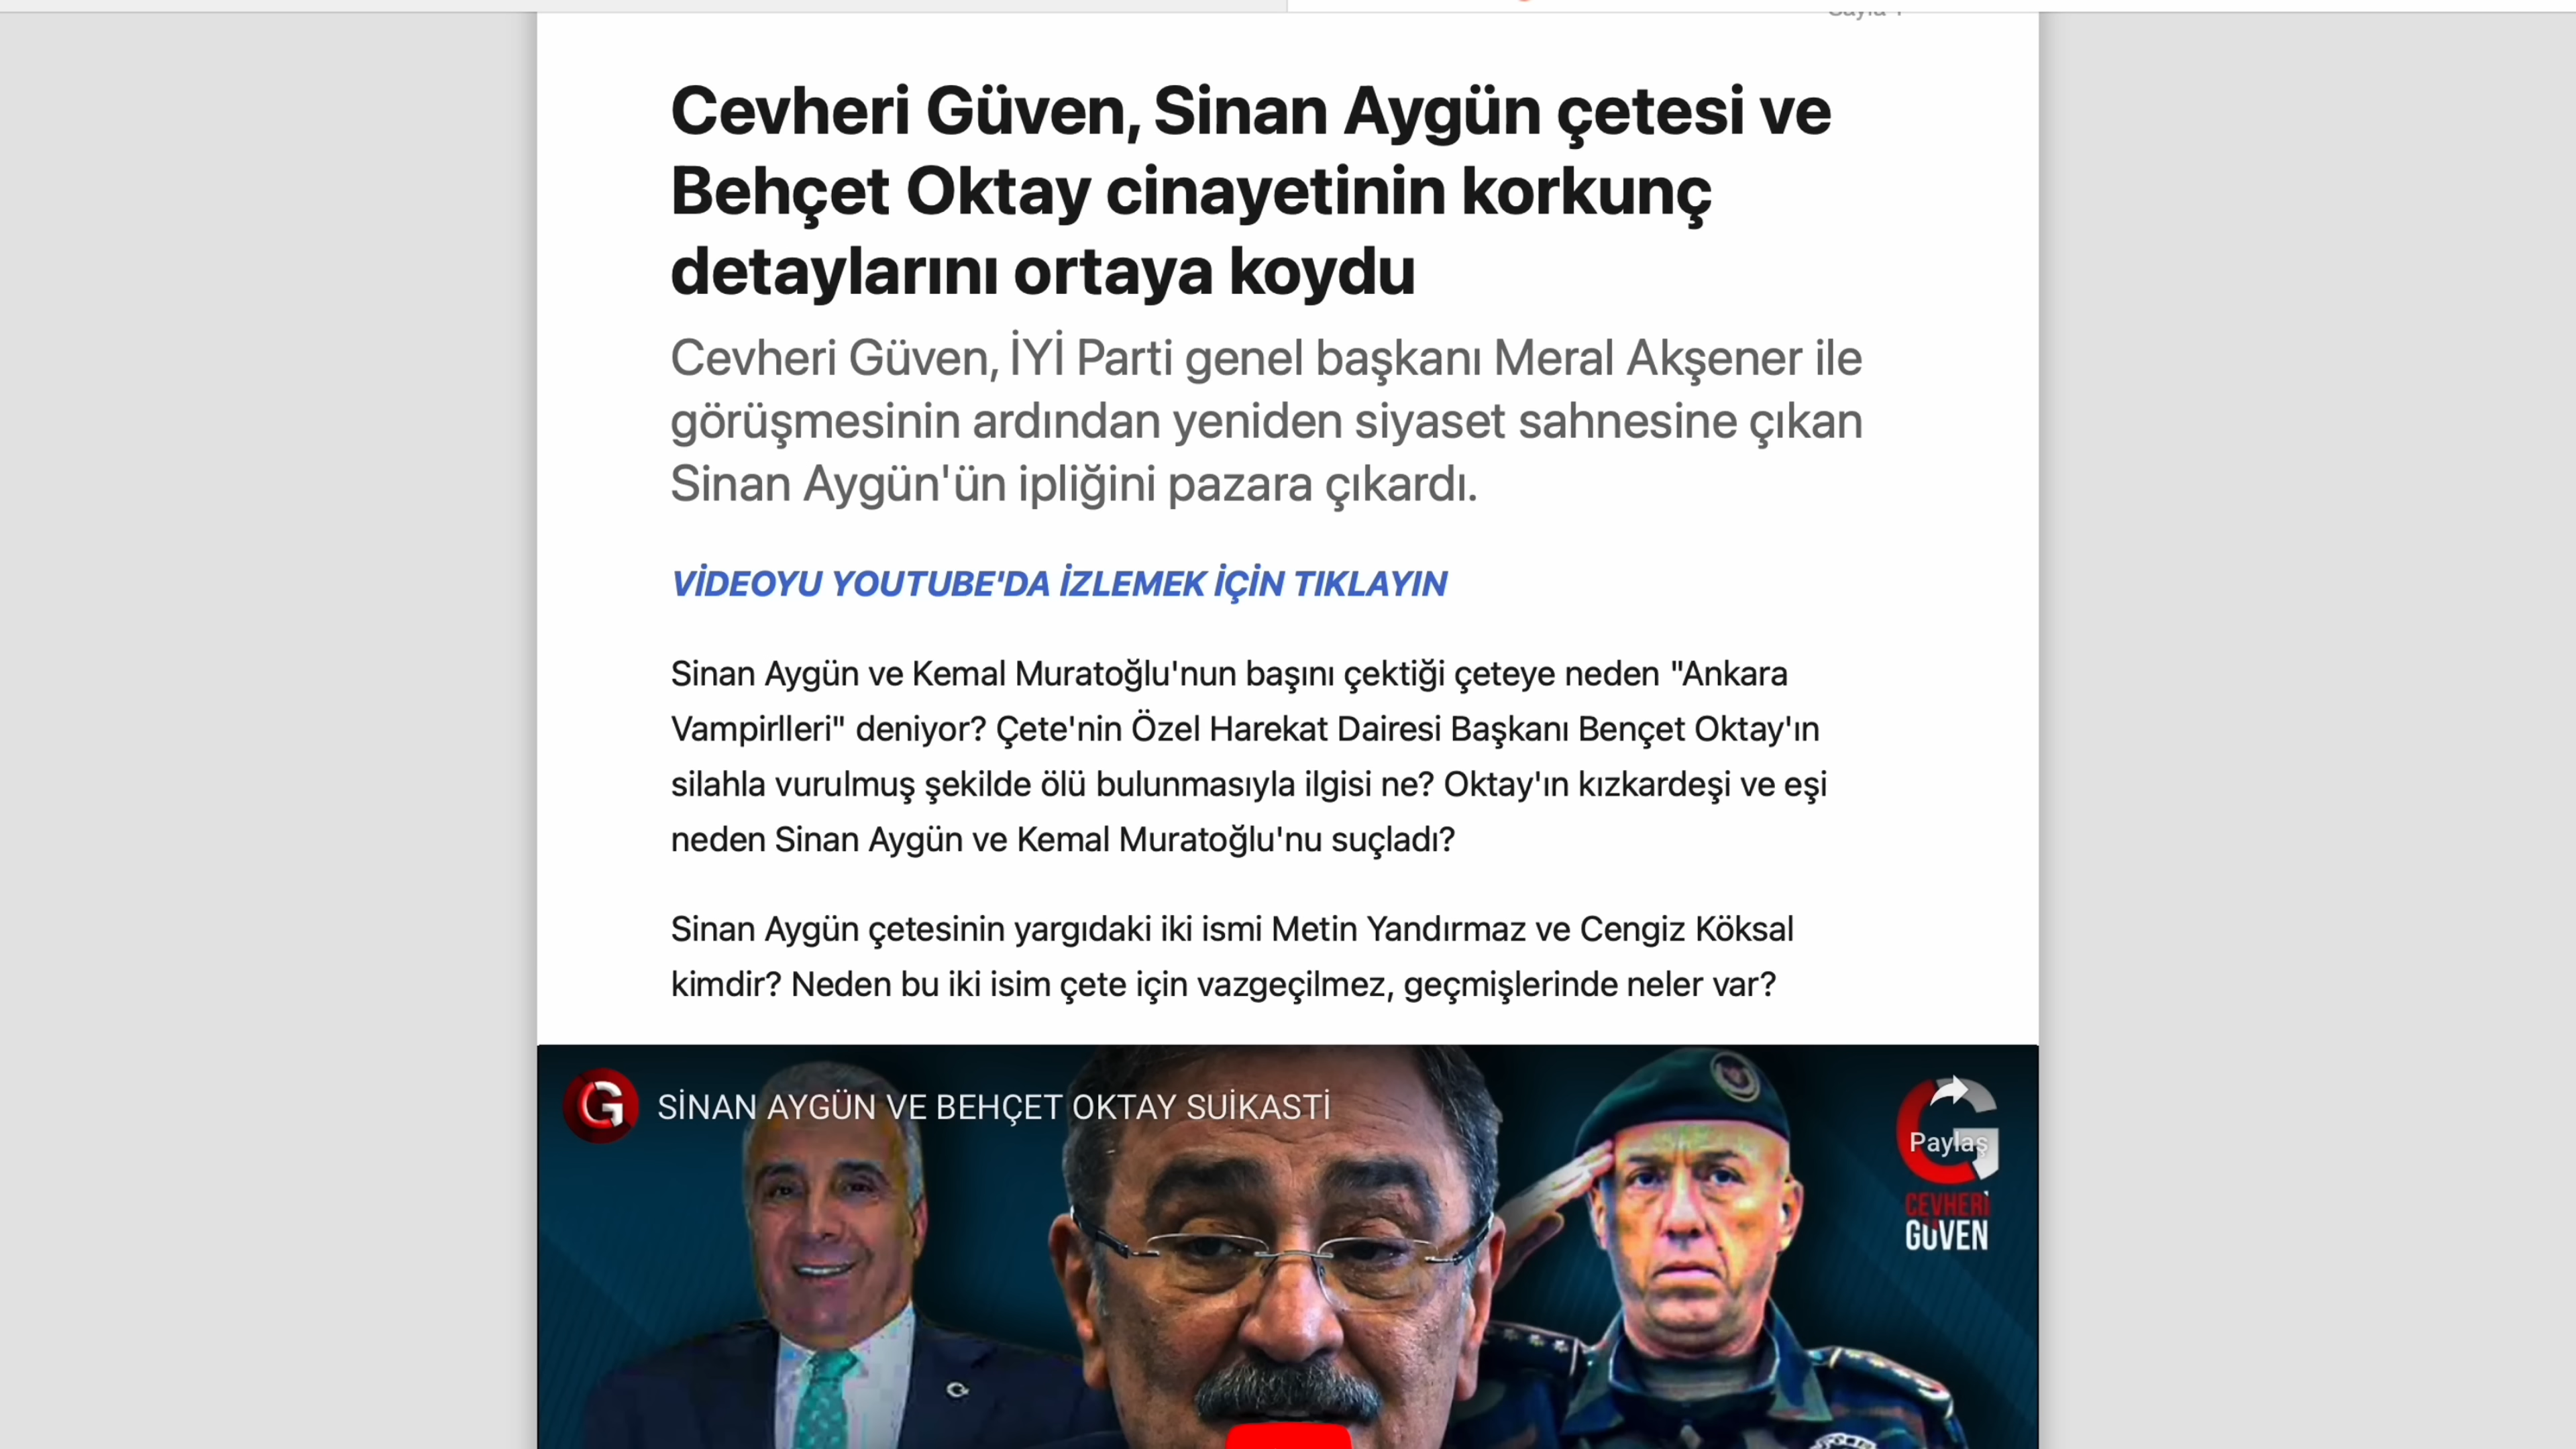 Cevheri Güven, Sinan Aygün çetesi ve
Behçet Oktay cinayetinin korkunç
detaylarını ortaya koydu
Cevheri Güven, İYİ Parti genel başkanı Meral Akşener ile
görüşmesinin ardından yeniden siyaset sahnesine çıkan
Sinan Aygün'ün ipliğini pazara çıkardı.
VİDEOYU YOUTUBE'DA İZLEMEK İÇİN TIKLAYIN
Sinan Aygün ve Kemal Muratoğlu'nun başını çektiği çeteye neden "Ankara
Vampirlleri" deniyor? Çete'nin Özel Harekat Dairesi Başkanı Bençet Oktay'ın
silahla vurulmuş şekilde ölü bulunmasıyla ilgisi ne? Oktay'ın kızkardeşi ve eşi
neden Sinan Aygün ve Kemal Muratoğlu'nu suçladı?
Sinan Aygün çetesinin yargıdaki iki ismi Metin Yandırmaz ve Cengiz Köksal
kimdir? Neden bu iki isim çete için vazgeçilmez, geçmişlerinde neler var?
G SİNAN AYGÜN VE BEHÇET OKTAY SUİKASTİ
Paylaş
CEVHERİ
GÜVEN